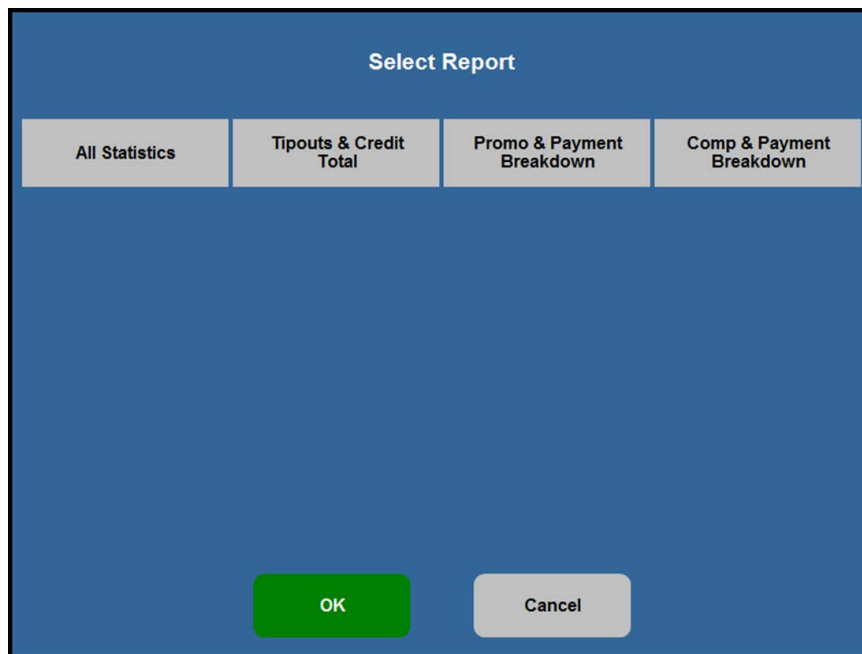 Select Report
All Statistics
Tipouts & Credit
Total
Promo & Payment
Breakdown
Comp & Payment
Breakdown
OK
Cancel